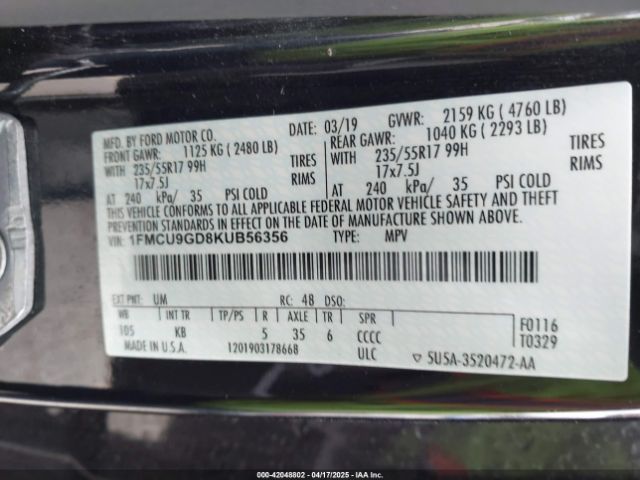 MFD. BY FORD MOTOR CO.
DATE: 03/19 GVWR: 2159 KG ( 4760 LB)
FRONT GAWR: 1125 KG ( 2480 LB)
REAR GAWR: 1040 KG ( 2293 LB)
WITH 235/55R17 99H TIRES
WITH 235/55R17 99H TIRES
17x7.5J RIMS
17x7.5J RIMS
AT 240 kPa/ 35 PSI COLD
AT 240 kPa/ 35 PSI COLD
THIS VEHICLE CONFORMS TO ALL APPLICABLE FEDERAL MOTOR VEHICLE SAFETY AND THEFT
PREVENTION STANDARDS IN EFFECT ON THE DATE OF MANUFACTURE SHOWN ABOVE.
VIN: 1FMCU9GD8KUB56356 TYPE: MPV
EXT PNT: UM RC: 48 DSO:
WB INT TR TP/PS R AXLE TR SPR
105 KB 5 35 6 CCCC
F0116
T0329
MADE IN U.S.A. 1201903178668 ULC ▽ 5U5A-3520472-AA
000-42048802 - 04/17/2025 - IAA Inc.